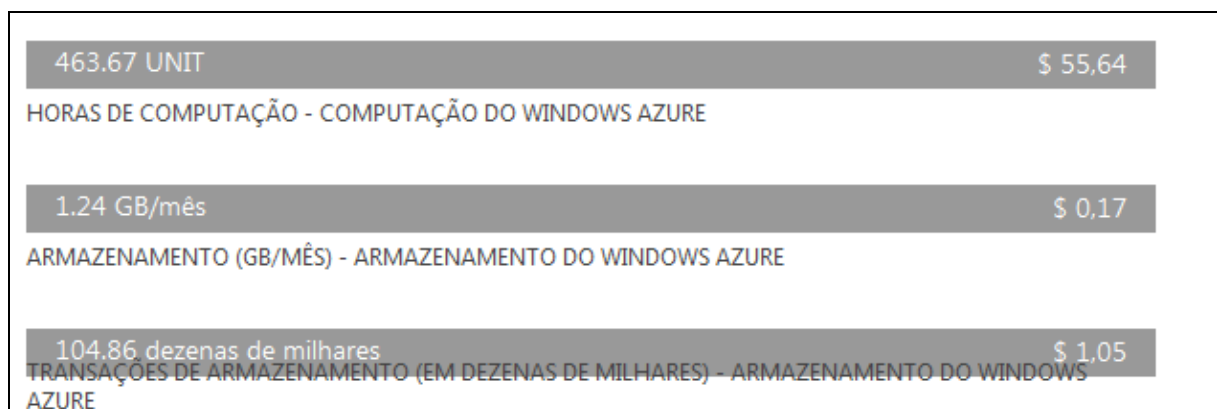 463.67 UNIT $ 55,64
HORAS DE COMPUTAÇÃO - COMPUTAÇÃO DO WINDOWS AZURE
1.24 GB/mês $ 0,17
ARMAZENAMENTO (GB/MÊS) - ARMAZENAMENTO DO WINDOWS AZURE
104.86 dezenas de milhares $ 1,05
TRANSAÇÕES DE ARMAZENAMENTO (EM DEZENAS DE MILHARES) - ARMAZENAMENTO DO WINDOWS
AZURE